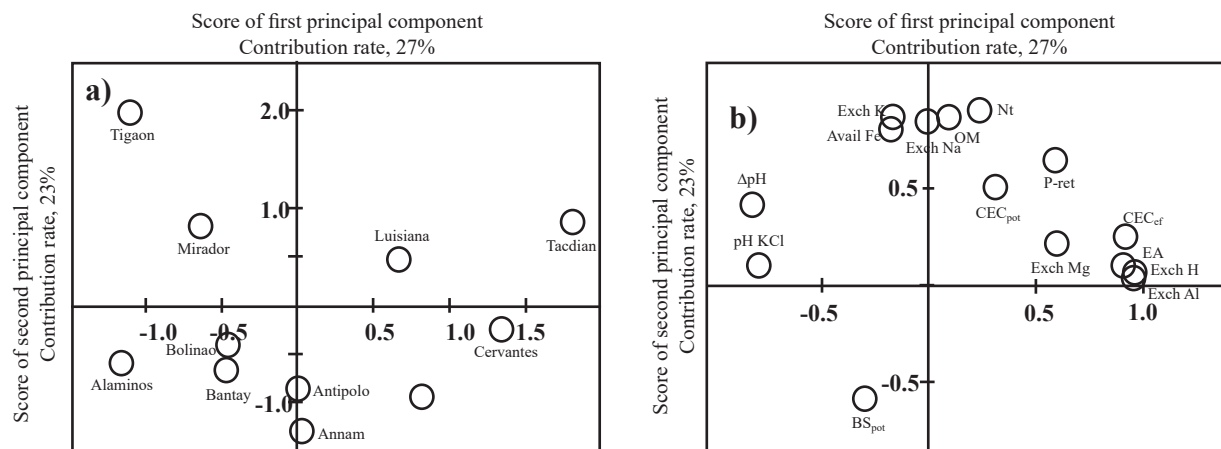 Score of first principal component
Contribution rate, 27%
Score of second principal component
Contribution rate, 23%
a)
2.0
1.0
-1.0
-1.0
-0.5
0.5
1.0
1.5
Tigaon
Mirador
Luisiana
Tacdian
Bolinao
Cervantes
Alaminos
Bantay
Antipolo
Annam
Score of first principal component
Contribution rate, 27%
Score of second principal component
Contribution rate, 23%
b)
Exch K
Nt
Avail Fe
OM
Exch Na
0.5
ΔpH
P-ret
CECpot
pH KCl
CECef
EA
Exch Mg
Exch H
Exch Al
-0.5
0.5
1.0
-0.5
BSpot